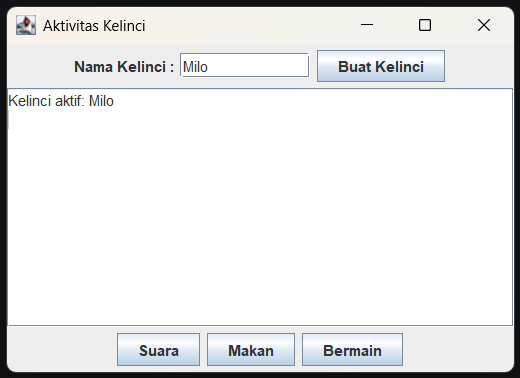 Aktivitas Kelinci
Nama Kelinci : Milo Buat Kelinci
Kelinci aktif: Milo
Suara Makan Bermain